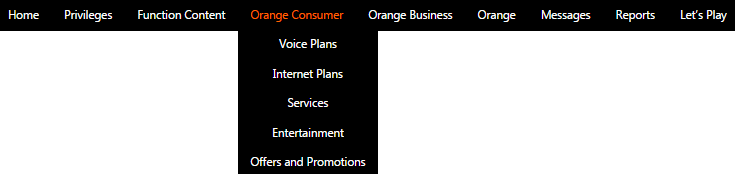 Home Privileges Function Content Orange Consumer Orange Business Orange Messages Reports Let's Play
Voice Plans
Internet Plans
Services
Entertainment
Offers and Promotions